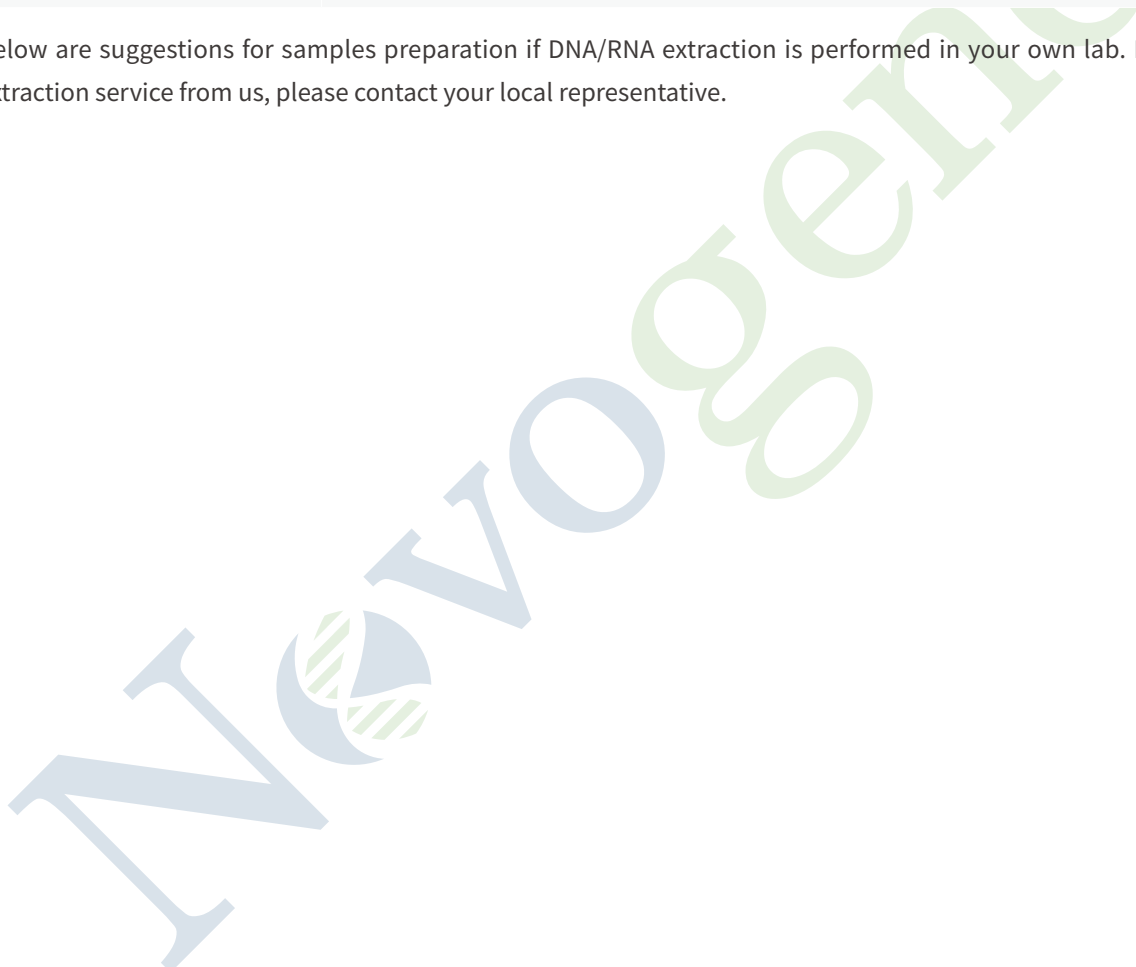 elow are suggestions for samples preparation if DNA/RNA extraction is performed in your own lab.
traction service from us, please contact your local representative.
Novogen